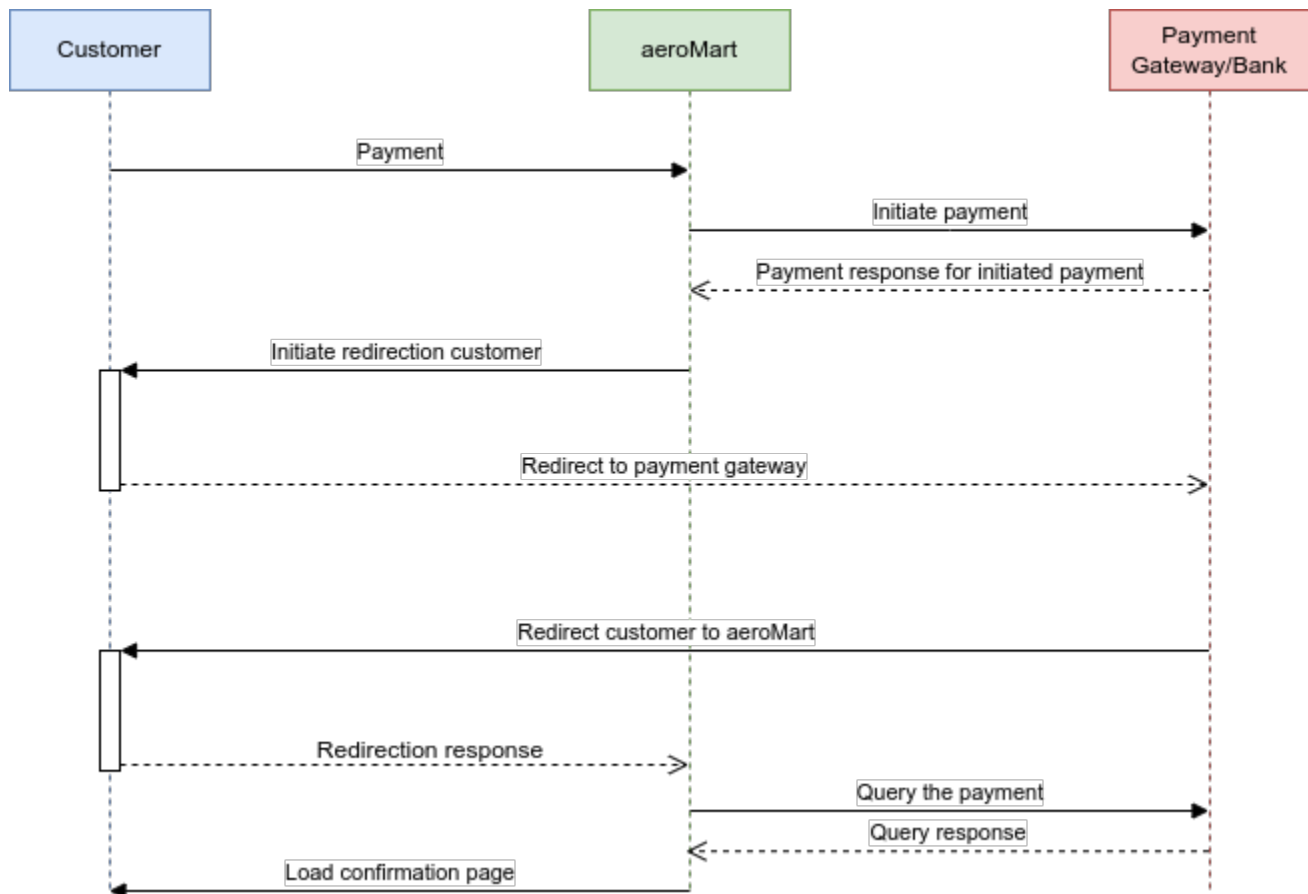 Customer
aeroMart
Payment
Gateway/Bank
Payment
Initiate payment
Payment response for initiated payment
Initiate redirection customer
Redirect to payment gateway
Redirect customer to aeroMart
Redirection response
Query the payment
Query response
Load confirmation page